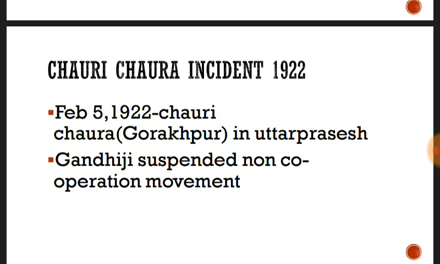 CHAURI CHAURA INCIDENT 1922
▪Feb 5,1922-chauri
chaura(Gorakhpur) in uttarprasesh
▪Gandhiji suspended non co-
operation movement